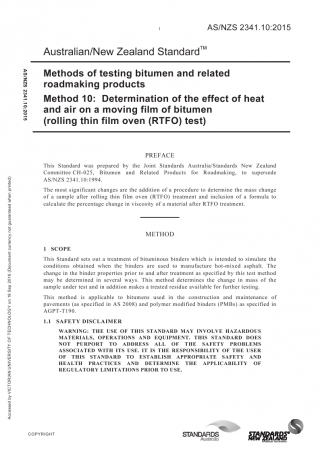 1
AS/NZS 2341.10:2015
Australian/New Zealand Standard™
Methods of testing bitumen and related
roadmaking products
Method 10: Determination of the effect of heat
and air on a moving film of bitumen
(rolling thin film oven (RTFO) test)
AS/NZS 2341.10:2015
PREFACE
This Standard was prepared by the Joint Standards Australia/Standards New Zealand
Committee CH-025, Bitumen and Related Products for Roadmaking, to supersede
AS/NZS 2341.10:1994.
The most significant changes are the addition of a procedure to determine the mass change
of a sample after rolling thin film oven (RTFO) treatment and inclusion of a formula to
calculate the percentage change in viscosity of a material after RTFO treatment.
METHOD
1 SCOPE
This Standard sets out a treatment of bituminous binders which is intended to simulate the
conditions obtained when the binders are used to manufacture hot-mixed asphalt. The
change in the binder properties prior to and after treatment as specified by this test method
may be determined in several ways. This method determines the change in mass of the
sample under test and in addition makes a treated residue available for further testing.
This method is applicable to bitumens used in the construction and maintenance of
pavements (as specified in AS 2008) and polymer modified binders (PMBs) as specified in
AGPT-T190.
1.1 SAFETY DISCLAIMER
WARNING: THE USE OF THIS STANDARD MAY INVOLVE HAZARDOUS
MATERIALS, OPERATIONS AND EQUIPMENT. THIS STANDARD DOES
NOT PURPORT TO ADDRESS ALL OF THE SAFETY PROBLEMS
ASSOCIATED WITH ITS USE. IT IS THE RESPONSIBILITY OF THE USER
OF THIS STANDARD TO ESTABLISH APPROPRIATE SAFETY AND
HEALTH PRACTICES AND DETERMINE THE APPLICABILITY OF
REGULATORY LIMITATIONS PRIOR TO USE.
Accessed by VICTORIAN UNIVERSITY OF TECHNOLOGY on 16 Sep 2015 (Document currency not guaranteed when printed)
COPYRIGHT
STANDARDS
Australia
STANDARDS
NEW ZEALAND